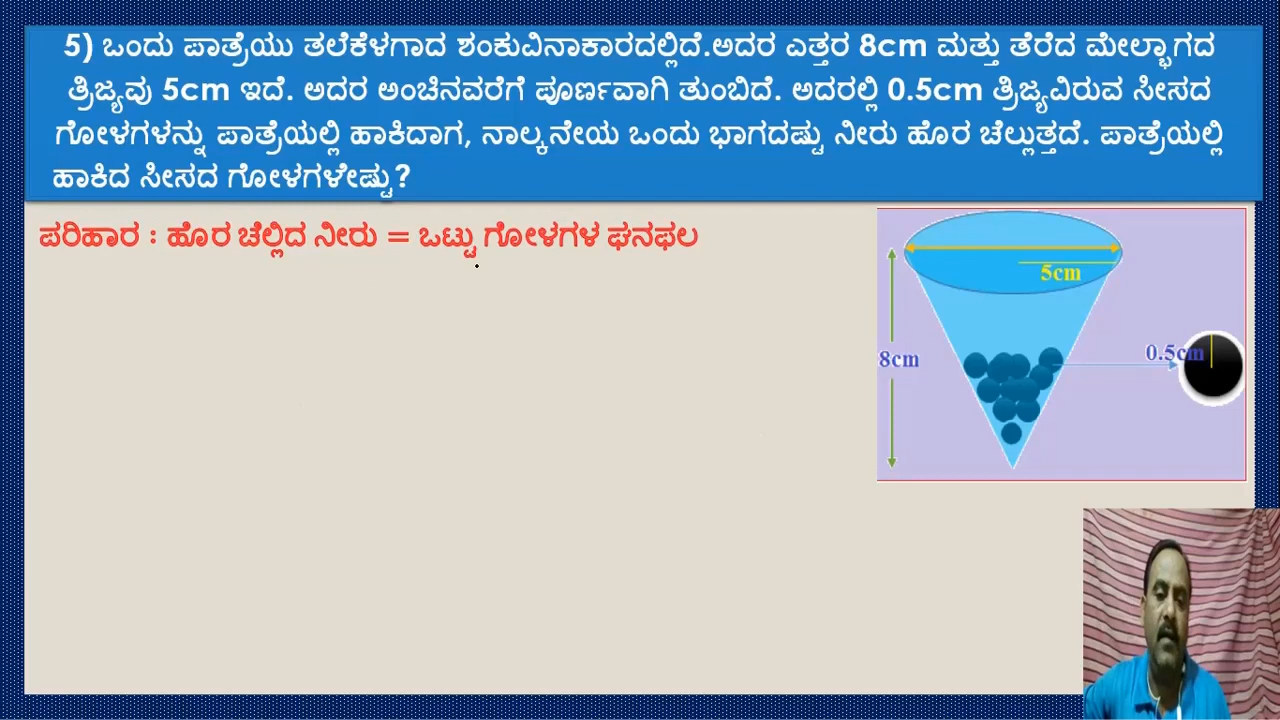 5) ಒಂದು ಪಾತ್ರೆಯು ತಲೆಕೆಳಗಾದ ಶಂಕುವಿನಾಕಾರದಲ್ಲಿದೆ.ಅದರ ಎತ್ತರ 8cm ಮತ್ತು ತೆರೆದ ಮೇಲ್ಭಾಗದ
ತ್ರಿಜ್ಯವು 5cm ಇದೆ. ಅದರ ಅಂಚಿನವರೆಗೆ ಪೂರ್ಣವಾಗಿ ತುಂಬಿದೆ. ಅದರಲ್ಲಿ 0.5cm ತ್ರಿಜ್ಯವಿರುವ ಸೀಸದ
ಗೋಳಗಳನ್ನು ಪಾತ್ರೆಯಲ್ಲಿ ಹಾಕಿದಾಗ, ನಾಲ್ಕನೇಯ ಒಂದು ಭಾಗದಷ್ಟು ನೀರು ಹೊರ ಚೆಲ್ಲುತ್ತದೆ. ಪಾತ್ರೆಯಲ್ಲಿ
ಹಾಕಿದ ಸೀಸದ ಗೋಳಗಳೇಷ್ಟು?
ಪರಿಹಾರ : ಹೊರ ಚೆಲ್ಲಿದ ನೀರು = ಒಟ್ಟು ಗೋಳಗಳ ಘನಫಲ
5cm
8cm
0.5cm